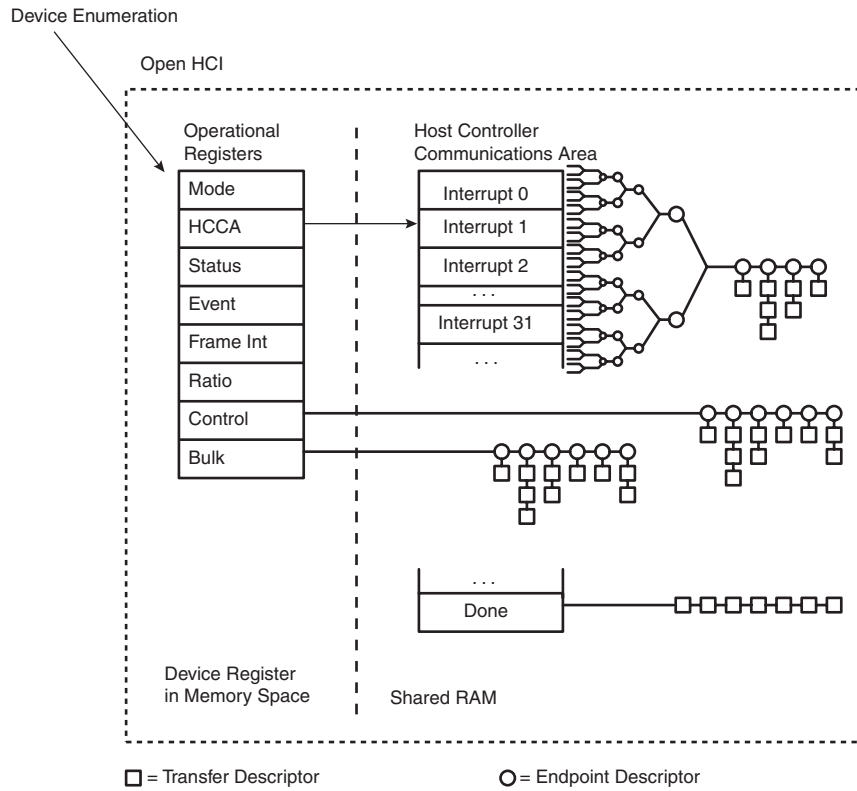 Device Enumeration
Open HCI
Operational
Registers
Mode
HCCA
Status
Event
Frame Int
Ratio
Control
Bulk
Host Controller
Communications Area
Interrupt 0
Interrupt 1
Interrupt 2
. . .
Interrupt 31
. . .
. . .
Done
Device Register
in Memory Space
Shared RAM
= Transfer Descriptor
= Endpoint Descriptor